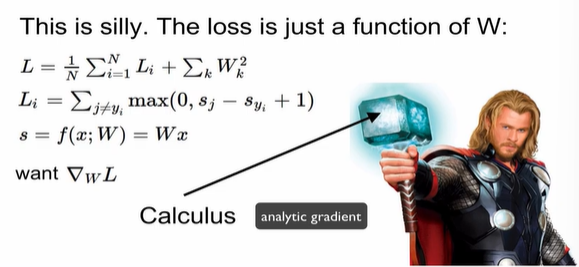 This is silly. The loss is just a function of W:
L = \frac{1}{N} \sum_{i=1}^{N} L_i + \sum_k W_k^2
L_i = \sum_{j \neq y_i} \max(0, s_j - s_{y_i} + 1)
s = f(x; W) = Wx
want ∇_W L
Calculus
analytic gradient